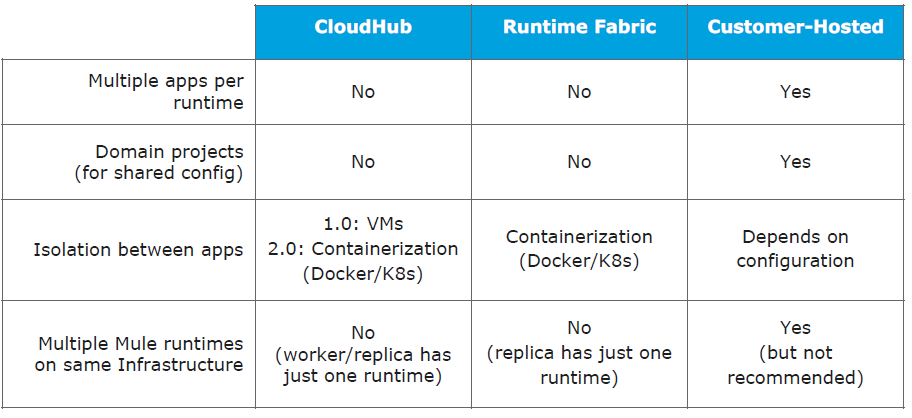 CloudHub
Runtime Fabric
Customer-Hosted
Multiple apps per
runtime
No
No
Yes
Domain projects
(for shared config)
No
No
Yes
Isolation between apps
1.0: VMs
2.0: Containerization
(Docker/K8s)
Containerization
(Docker/K8s)
Depends on
configuration
Multiple Mule runtimes
on same Infrastructure
No
(worker/replica has
just one runtime)
No
(replica has just one
runtime)
Yes
(but not
recommended)